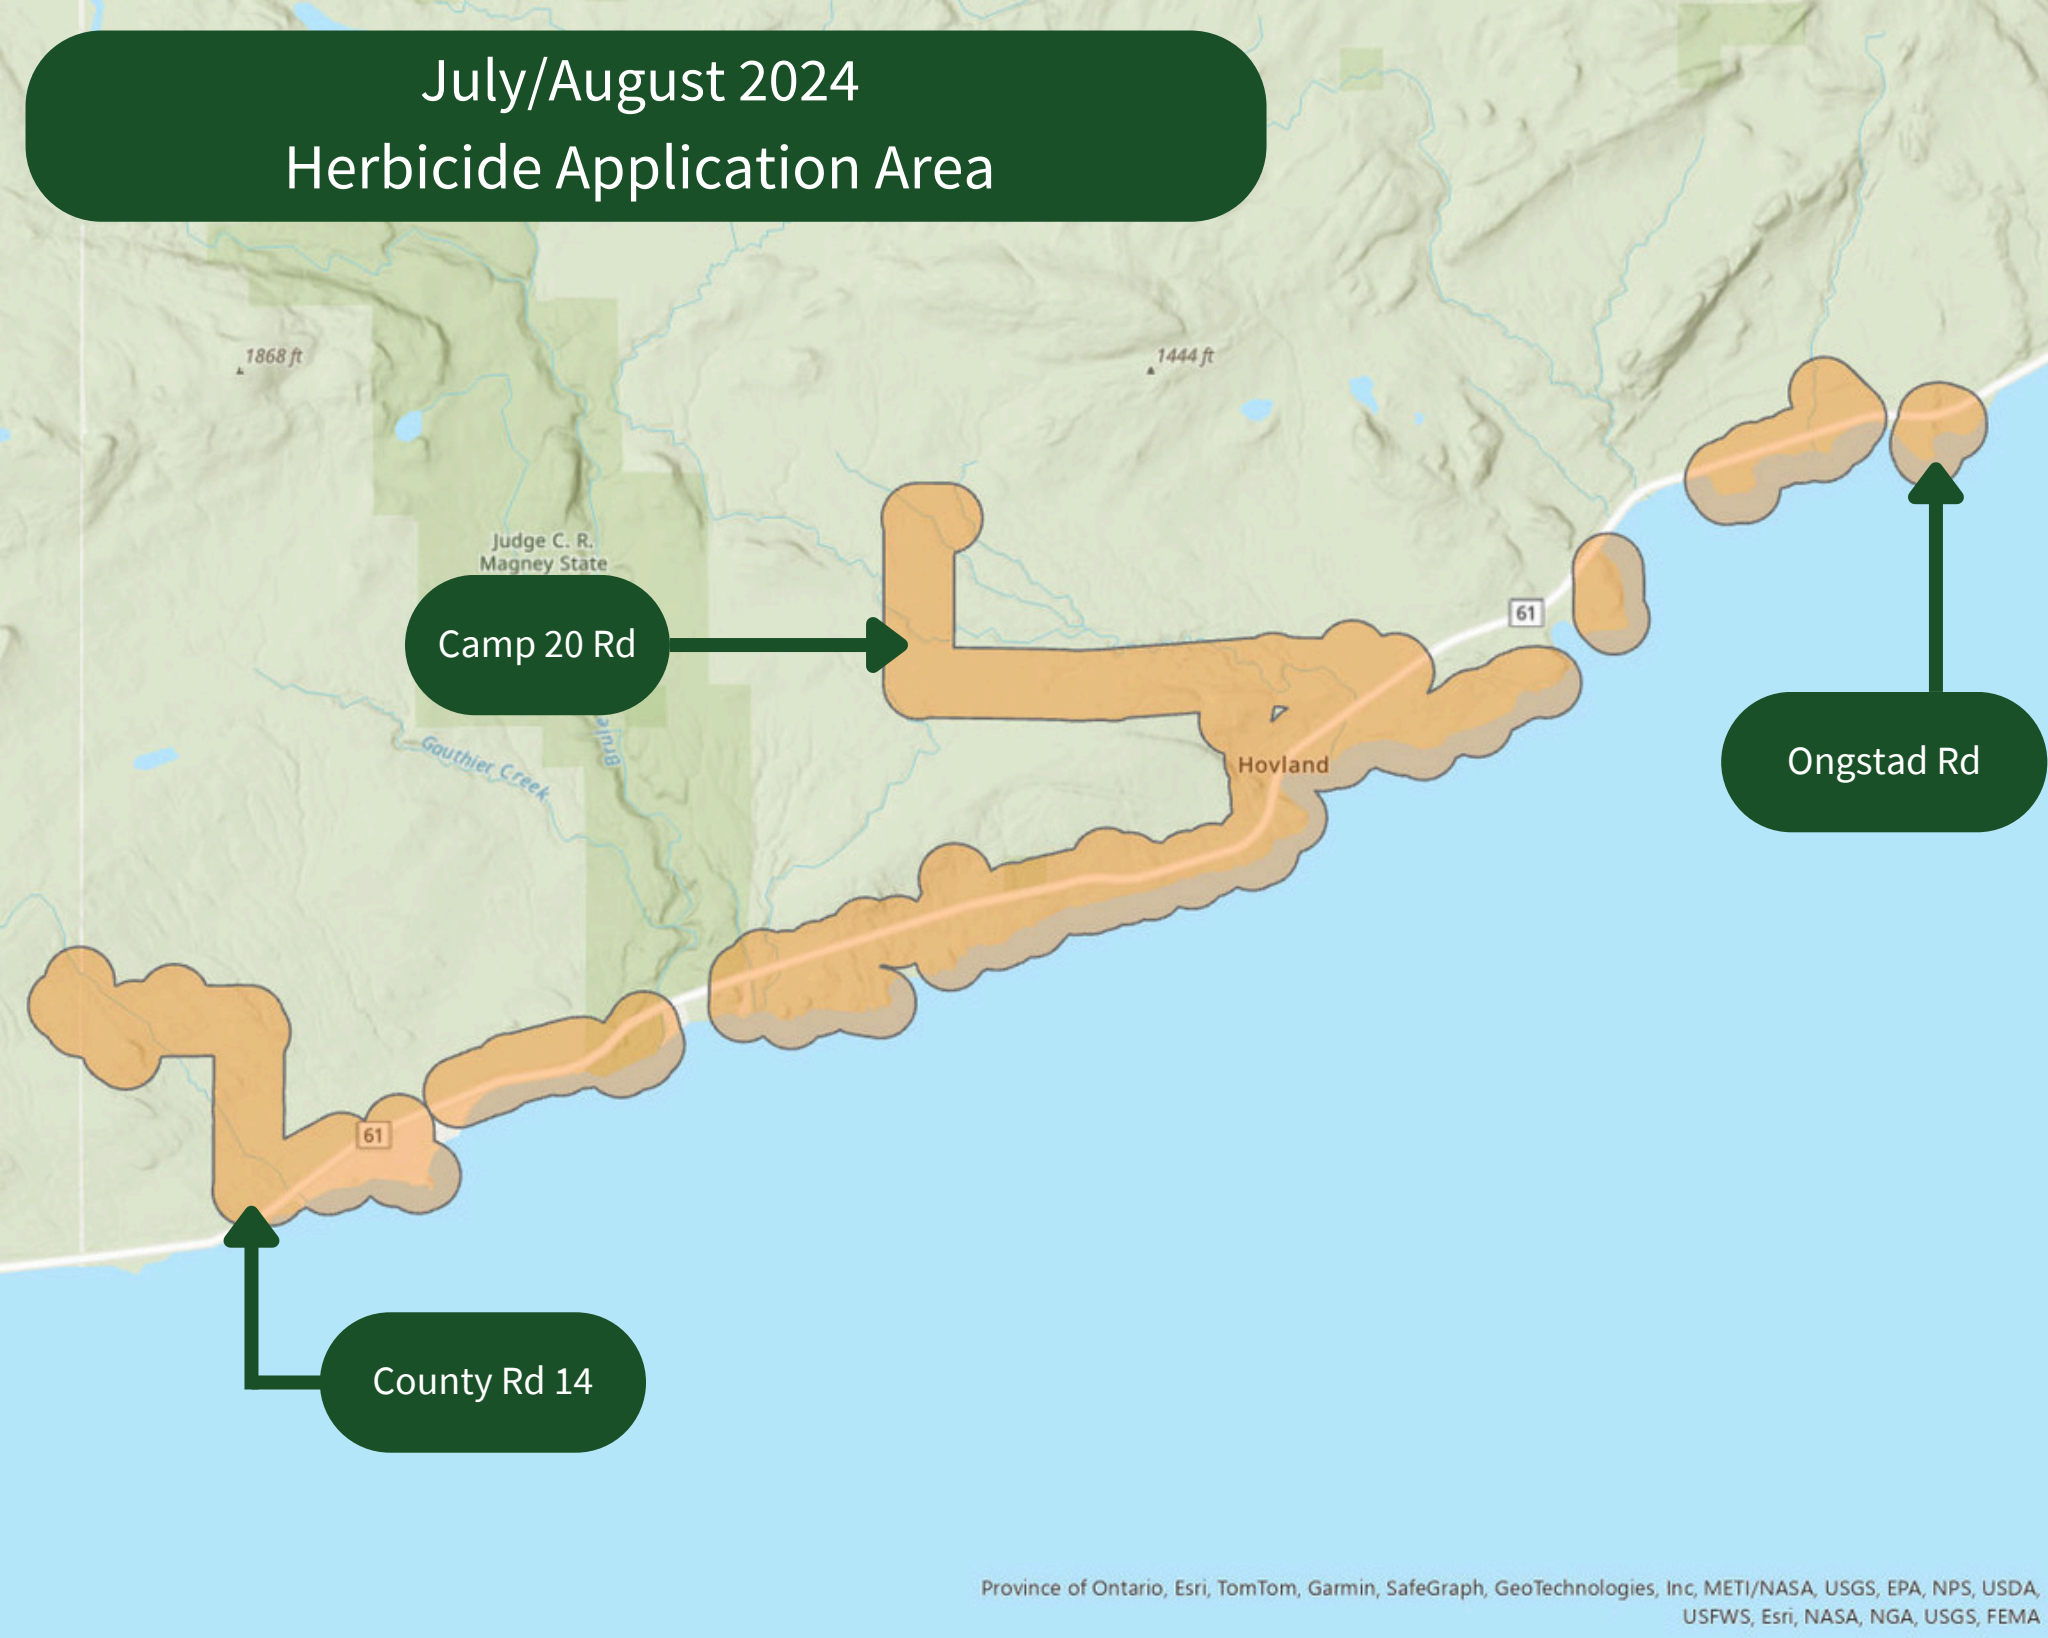 July/August 2024
Herbicide Application Area
1868 ft
1444 ft
Judge C. R.
Magney State
Camp 20 Rd
61
Gauthier Creek
Brule
Hovland
Ongstad Rd
61
County Rd 14
Province of Ontario, Esri, TomTom, Garmin, SafeGraph, GeoTechnologies, Inc, METI/NASA, USGS, EPA, NPS, USDA,
USFWS, Esri, NASA, NGA, USGS, FEMA